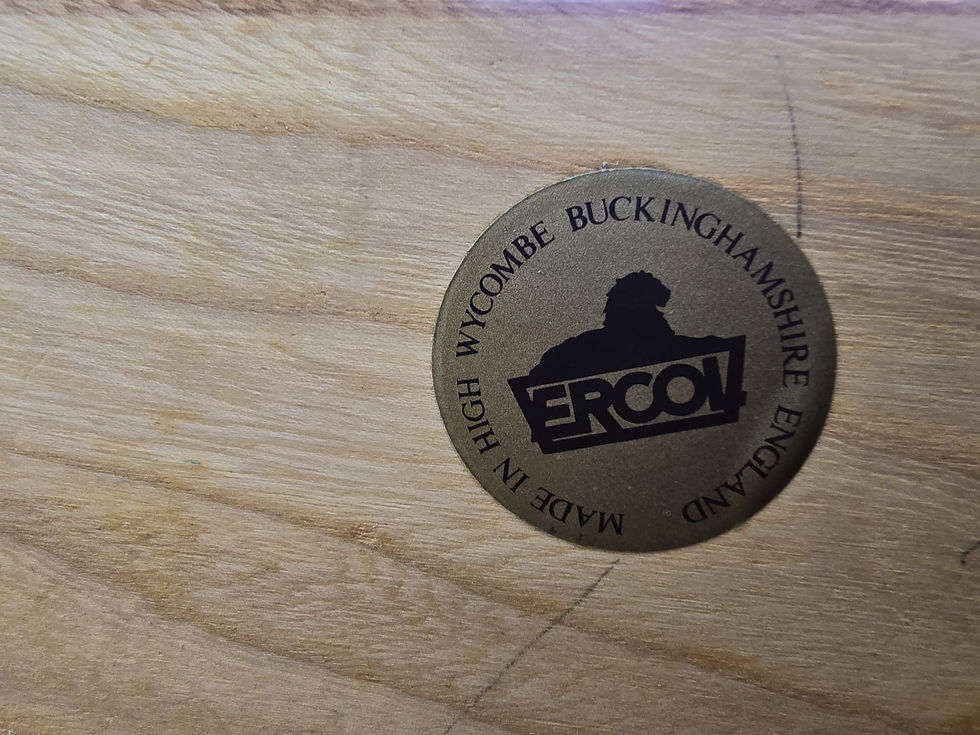 MADE IN HIGH WYCOMBE BUCKINGHAMSHIRE ENGLAND
ERCOL